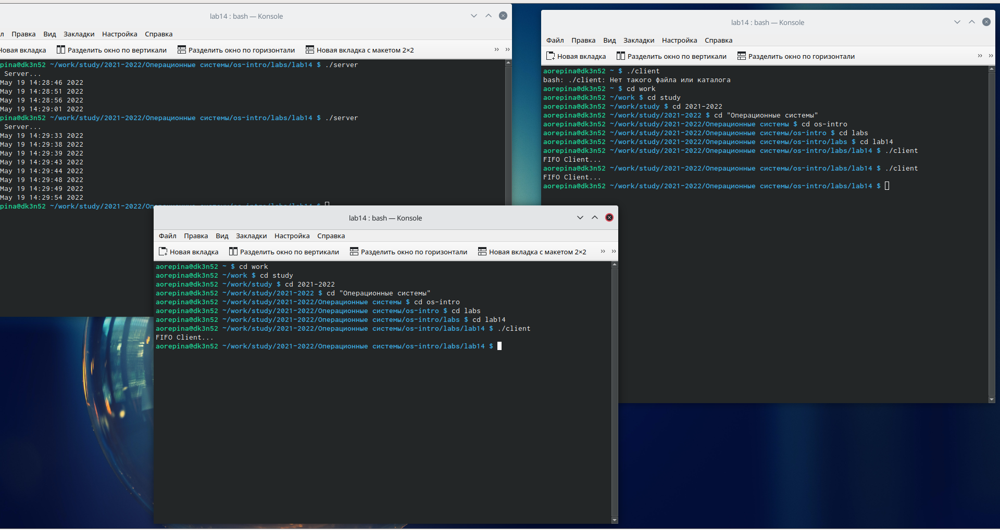 lab14 : bash — Konsole
л Правка Вид Закладки Настройка Справка
Новая вкладка Разделить окно по вертикали Разделить окно по горизонтали Новая вкладка с макетом 2×2 ›› ››
pina@dk3n52 ~/work/study/2021-2022/Операционные системы/os-intro/labs/lab14 $ ./server
Server...
May 19 14:28:46 2022
May 19 14:28:51 2022
May 19 14:28:56 2022
May 19 14:29:01 2022
pina@dk3n52 ~/work/study/2021-2022/Операционные системы/os-intro/labs/lab14 $ ./server
Server...
May 19 14:29:33 2022
May 19 14:29:38 2022
May 19 14:29:39 2022
May 19 14:29:43 2022
May 19 14:29:44 2022
May 19 14:29:48 2022
May 19 14:29:49 2022
May 19 14:29:54 2022
pina@dk3n52 ~/work/study/2021-2022/Операционные системы/os-intro/labs/lab14 $
lab14 : bash — Konsole
Файл Правка Вид Закладки Настройка Справка
Новая вкладка Разделить окно по вертикали Разделить окно по горизонтали ›› ››
aorepina@dk3n52 ~ $ ./client
bash: ./client: Нет такого файла или каталога
aorepina@dk3n52 ~ $ cd work
aorepina@dk3n52 ~/work $ cd study
aorepina@dk3n52 ~/work/study $ cd 2021-2022
aorepina@dk3n52 ~/work/study/2021-2022 $ cd "Операционные системы"
aorepina@dk3n52 ~/work/study/2021-2022/Операционные системы $ cd os-intro
aorepina@dk3n52 ~/work/study/2021-2022/Операционные системы/os-intro $ cd labs
aorepina@dk3n52 ~/work/study/2021-2022/Операционные системы/os-intro/labs $ cd lab14
aorepina@dk3n52 ~/work/study/2021-2022/Операционные системы/os-intro/labs/lab14 $ ./client
FIFO Client...
aorepina@dk3n52 ~/work/study/2021-2022/Операционные системы/os-intro/labs/lab14 $ ./client
FIFO Client...
aorepina@dk3n52 ~/work/study/2021-2022/Операционные системы/os-intro/labs/lab14 $
lab14 : bash — Konsole
Файл Правка Вид Закладки Настройка Справка
Новая вкладка Разделить окно по вертикали Разделить окно по горизонтали Новая вкладка с макетом 2×2 ›› ››
aorepina@dk3n52 ~ $ cd work
aorepina@dk3n52 ~/work $ cd study
aorepina@dk3n52 ~/work/study $ cd 2021-2022
aorepina@dk3n52 ~/work/study/2021-2022 $ cd "Операционные системы"
aorepina@dk3n52 ~/work/study/2021-2022/Операционные системы $ cd os-intro
aorepina@dk3n52 ~/work/study/2021-2022/Операционные системы/os-intro $ cd labs
aorepina@dk3n52 ~/work/study/2021-2022/Операционные системы/os-intro/labs $ cd lab14
aorepina@dk3n52 ~/work/study/2021-2022/Операционные системы/os-intro/labs/lab14 $ ./client
FIFO Client...
aorepina@dk3n52 ~/work/study/2021-2022/Операционные системы/os-intro/labs/lab14 $